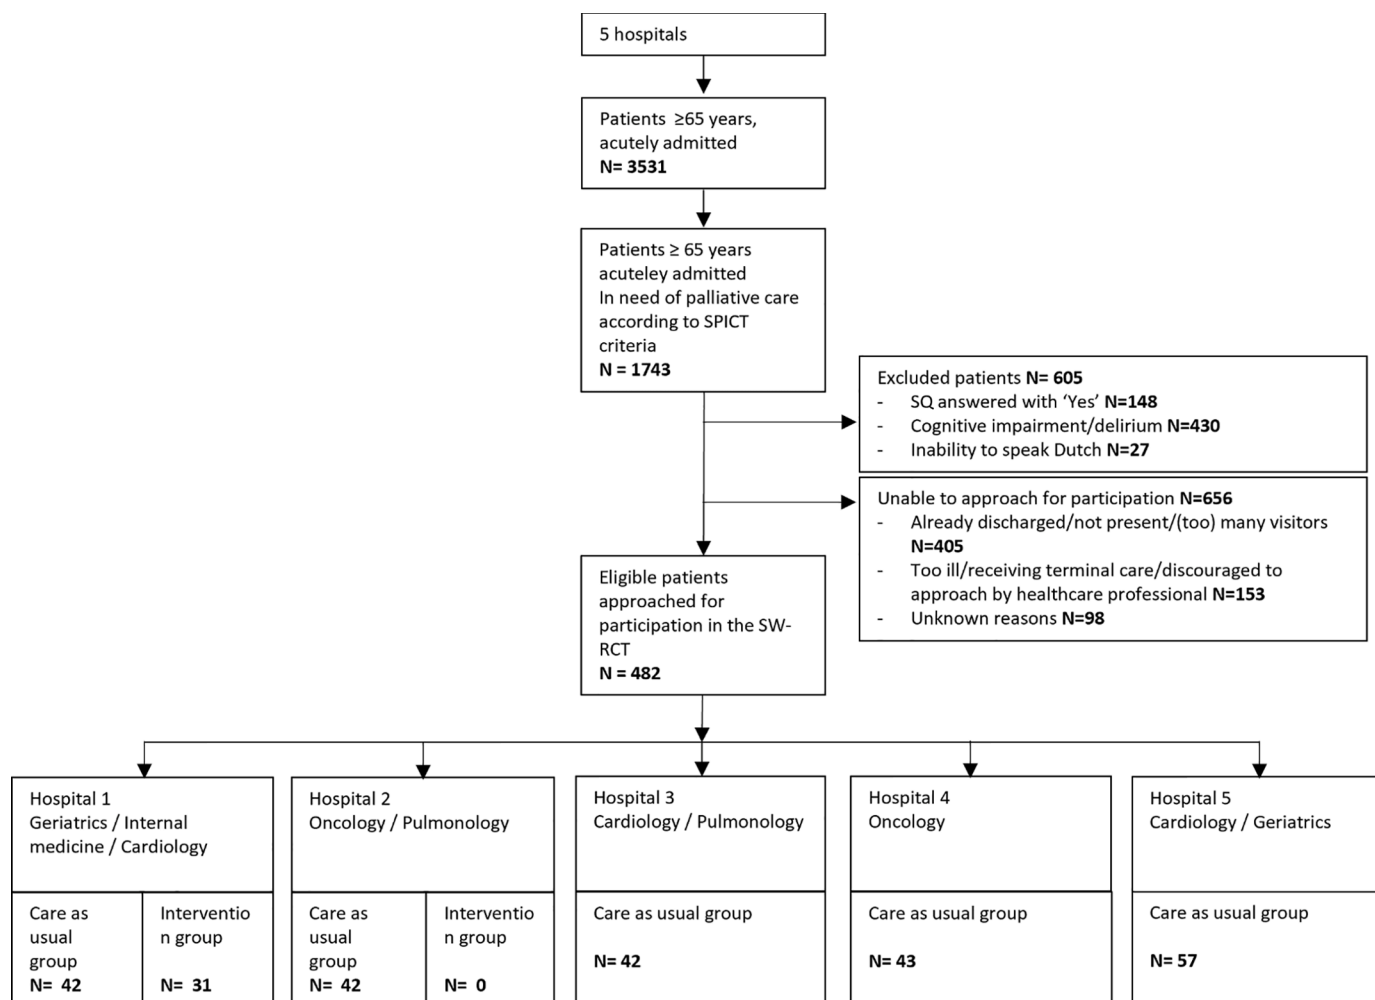 5 hospitals
Patients ≥65 years,
acutely admitted
N= 3531
Patients ≥ 65 years
acuteley admitted
In need of palliative care
according to SPICT
criteria
N = 1743
Excluded patients N= 605
- SQ answered with ‘Yes’ N=148
- Cognitive impairment/delirium N=430
- Inability to speak Dutch N=27
Unable to approach for participation N=656
- Already discharged/not present/(too) many visitors
N=405
- Too ill/receiving terminal care/discouraged to
approach by healthcare professional N=153
- Unknown reasons N=98
Eligible patients
approached for
participation in the SW-
RCT
N = 482
Hospital 1
Geriatrics / Internal
medicine / Cardiology
Care as
usual
group
N= 42
Interventio
n group
N= 31
Hospital 2
Oncology / Pulmonology
Care as
usual
group
N= 42
Interventio
n group
N= 0
Hospital 3
Cardiology / Pulmonology
Care as usual group
N= 42
Hospital 4
Oncology
Care as usual group
N= 43
Hospital 5
Cardiology / Geriatrics
Care as usual group
N= 57